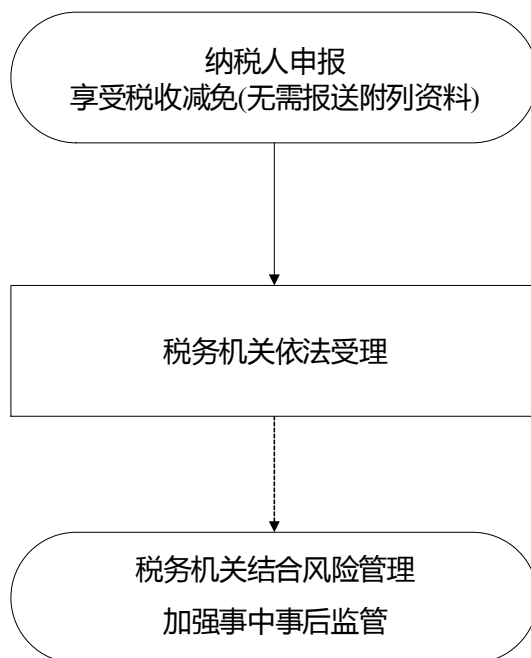 纳税人申报
享受税收减免(无需报送附列资料)
税务机关依法受理
税务机关结合风险管理
加强事中事后监管